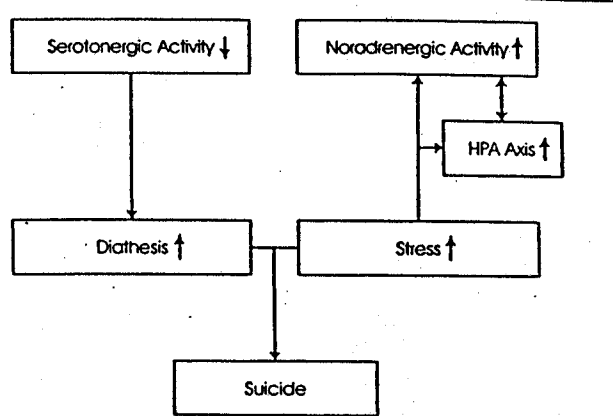 Serotonergic Activity ↓
Noradrenergic Activity ↑
HPA Axis ↑
Diathesis ↑
Stress ↑
Suicide